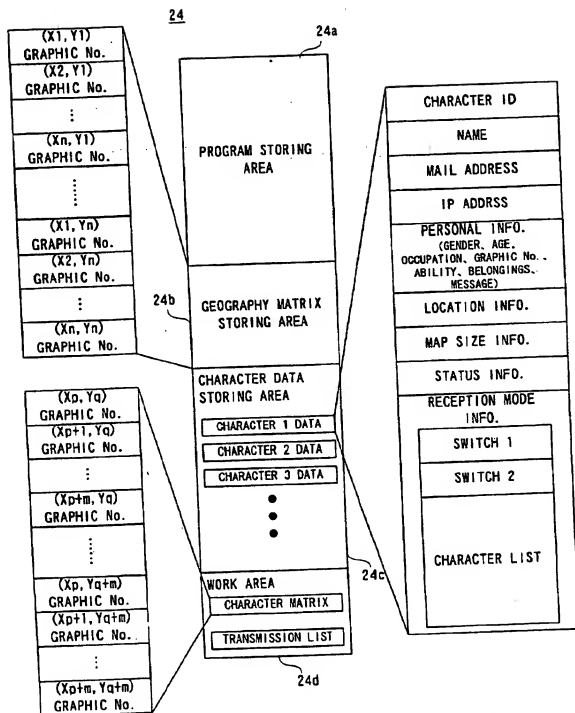 24
24a
(X1, Y1)
GRAPHIC No.
(X2, Y1)
GRAPHIC No.
(Xn, Y1)
GRAPHIC No.
(X1, Yn)
GRAPHIC No.
(X2, Yn)
GRAPHIC No.
(Xn, Yn)
GRAPHIC No.
24b
(Xp, Yq)
GRAPHIC No.
(Xp+1, Yq)
GRAPHIC No.
(Xp+m, Yq)
GRAPHIC No.
(Xp, Yq+m)
GRAPHIC No.
(Xp+1, Yq+m)
GRAPHIC No.
(Xp+m, Yq+m)
GRAPHIC No.
PROGRAM STORING
AREA
GEOGRAPHY MATRIX
STORING AREA
CHARACTER DATA
STORING AREA
CHARACTER 1 DATA
CHARACTER 2 DATA
CHARACTER 3 DATA
24c
WORK AREA
CHARACTER MATRIX
TRANSMISSION LIST
24d
CHARACTER ID
NAME
MAIL ADDRESS
IP ADDRSS
PERSONAL INFO.
(GENDER, AGE,
OCCUPATION, GRAPHIC No.,
ABILITY, BELONGINGS,
MESSAGE)
LOCATION INFO.
MAP SIZE INFO.
STATUS INFO.
RECEPTION MODE
INFO.
SWITCH 1
SWITCH 2
CHARACTER LIST